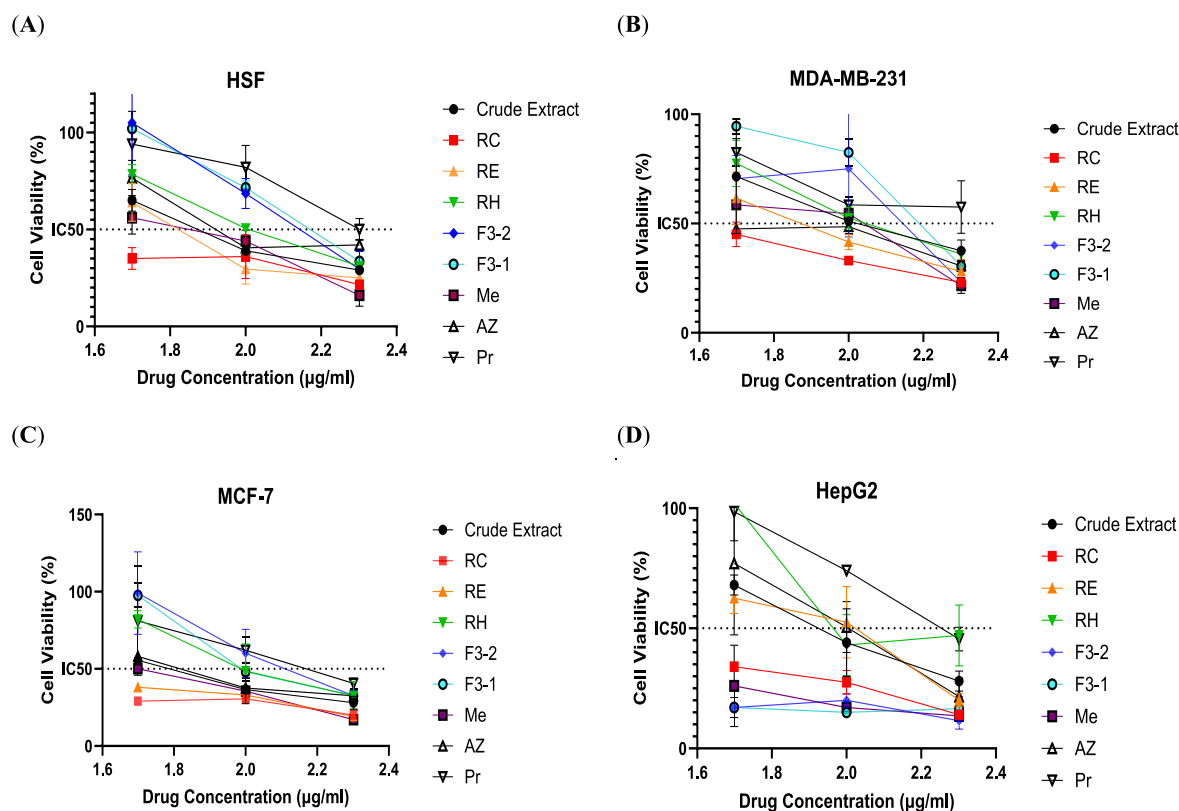 (A)
HSF
Cell Viability (%)
100
IC50
0
1.6
1.8
2.0
2.2
2.4
Drug Concentration (µg/ml)
Crude Extract
RC
RE
RH
F3-2
F3-1
Me
AZ
Pr
(B)
MDA-MB-231
Cell Viability (%)
100
IC50
0
1.6
1.8
2.0
2.2
2.4
Drug Concentration (ug/ml)
Crude Extract
RC
RE
RH
F3-2
F3-1
Me
AZ
Pr
(C)
MCF-7
Cell Viability (%)
150
100
IC50
0
1.6
1.8
2.0
2.2
2.4
Drug Concentration (µg/ml)
Crude Extract
RC
RE
RH
F3-2
F3-1
Me
AZ
Pr
(D)
HepG2
Cell Viability (%)
100
IC50
0
1.6
1.8
2.0
2.2
2.4
Drug Concentration (µg/ml)
Crude Extract
RC
RE
RH
F3-2
F3-1
Me
AZ
Pr